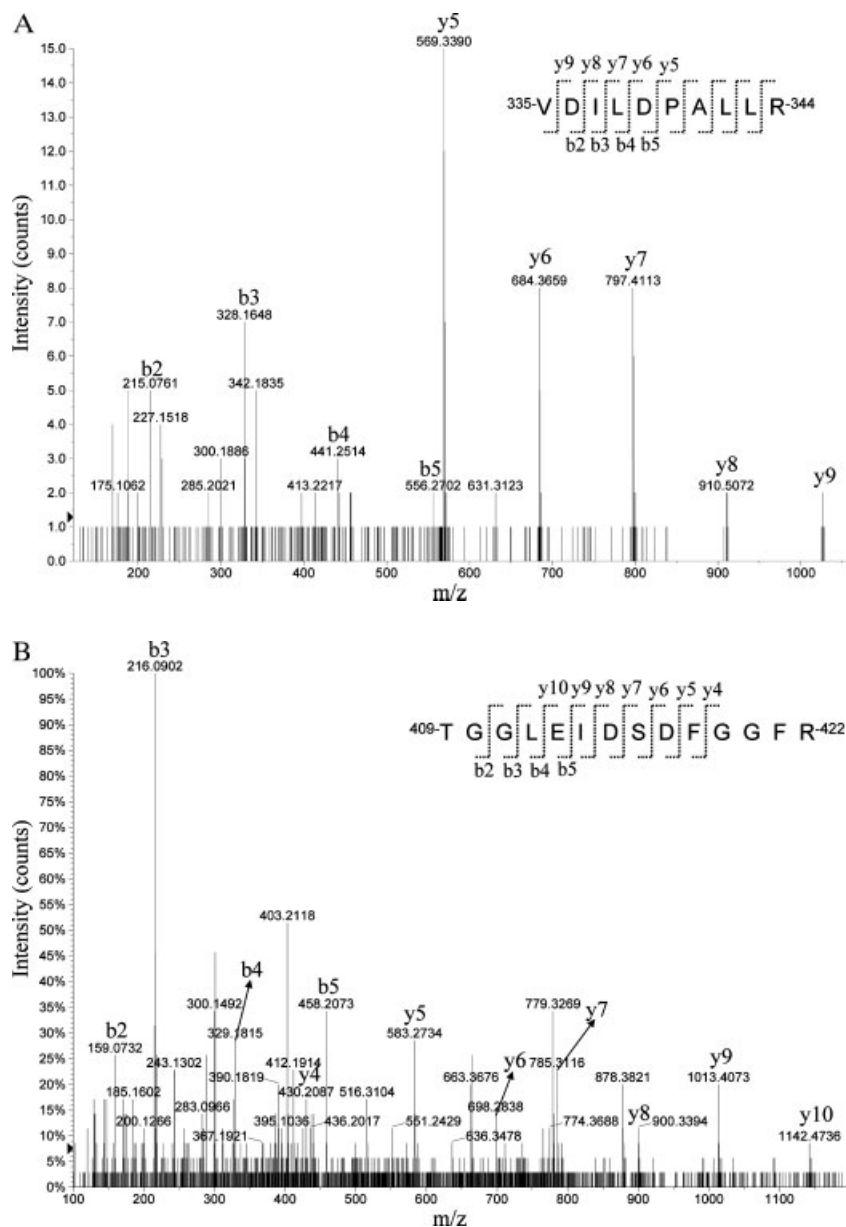 A
y5
569.3390
15.0
14.0
13.0
12.0
11.0
10.0
9.0
8.0
7.0
6.0
5.0
4.0
3.0
2.0
1.0
0.0
Intensity (counts)
y9 y8 y7 y6 y5
335-V D I L D P A L L R-344
b2 b3 b4 b5
y6
684.3659
y7
797.4113
b3
328.1648
b2
215.0761
342.1835
227.1518
b4
441.2514
300.1886
b5
y8
y9
175.1062
285.2021
413.2217
556.2702
631.3123
910.5072
200 300 400 500 600 700 800 900 1000
m/z
B
b3
216.0902
100%
95%
90%
85%
80%
75%
70%
65%
60%
55%
50%
45%
40%
35%
30%
25%
20%
15%
10%
5%
0%
Intensity (counts)
y10 y9 y8 y7 y6 y5 y4
409-T G G L E I D S D F G G F R-422
b2 b3 b4 b5
403.2118
b4
b5
300.1492
458.2073
779.3269
y7
329.1815
y5
583.2734
b2
159.0732
243.1302
412.1914
y6
785.3116
y9
390.1819
y4
663.3676
878.3821
1013.4073
185.1602
430.2087
516.3104
698.2838
283.0966
y8
200.1266
395.1036
436.2017
551.2429
774.3688
900.3394
y10
367.1921
636.3478
1142.4736
100 200 300 400 500 600 700 800 900 1000 1100
m/z